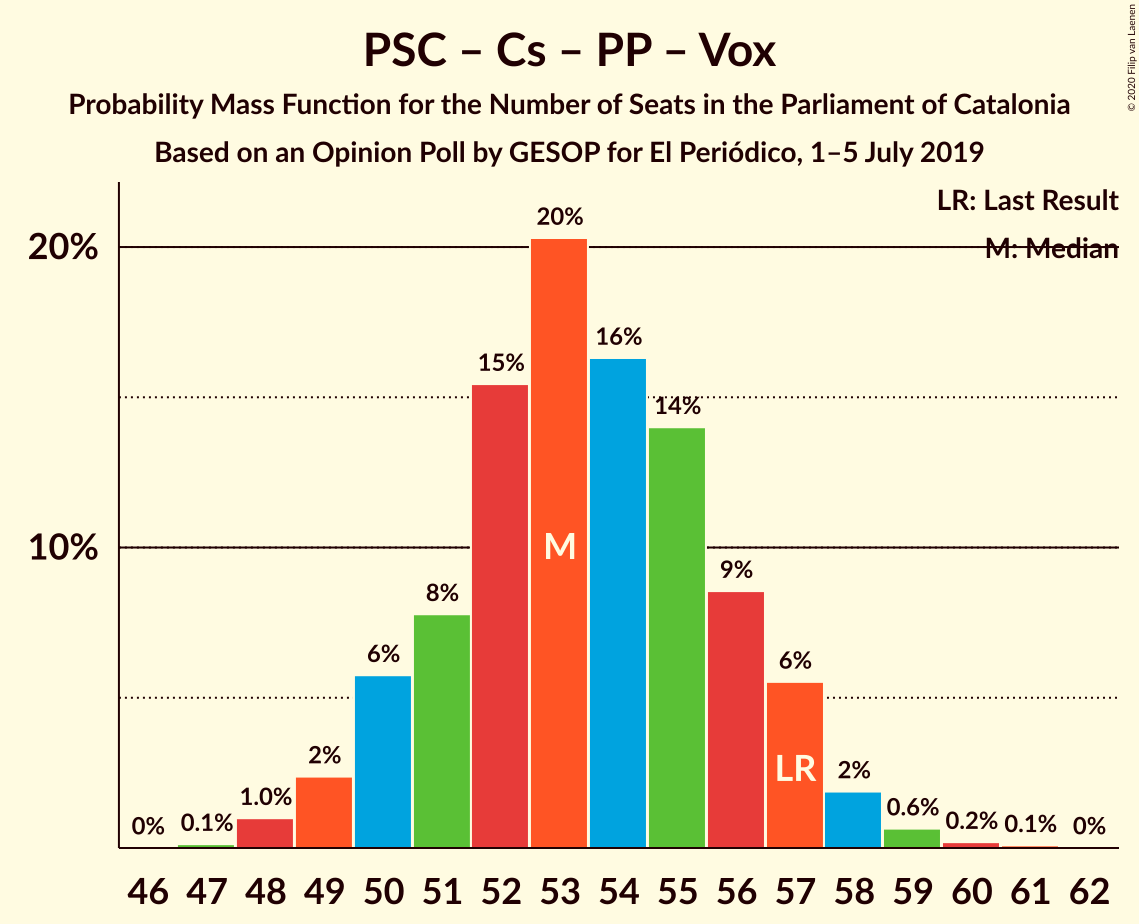 PSC – Cs – PP – Vox
Probability Mass Function for the Number of Seats in the Parliament of Catalonia
Based on an Opinion Poll by GESOP for El Periódico, 1–5 July 2019
© 2020 Filip van Laenen
LR: Last Result
M: Median
20%
10%
0%
0.1%
1.0%
2%
6%
8%
15%
20%
16%
14%
9%
6%
2%
0.6%
0.2%
0.1%
0%
M
LR
46 47 48 49 50 51 52 53 54 55 56 57 58 59 60 61 62